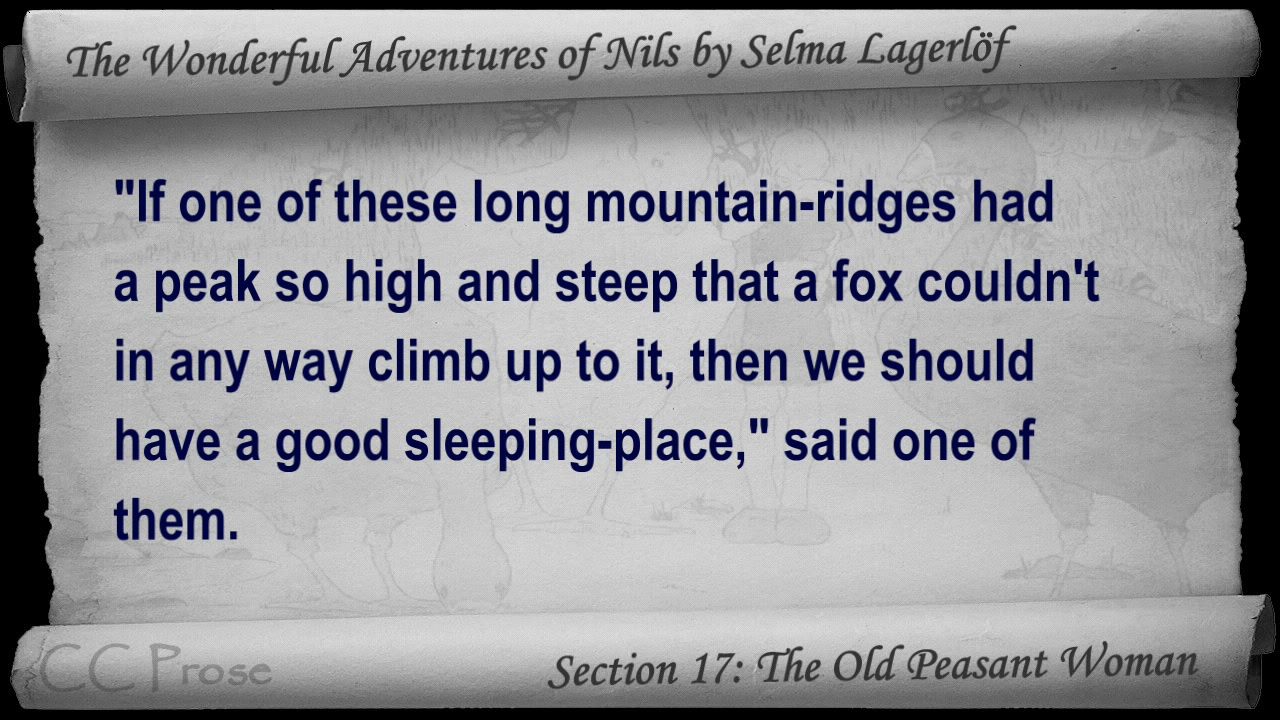 The Wonderful Adventures of Nils by Selma Lagerlöf
"If one of these long mountain-ridges had
a peak so high and steep that a fox couldn't
in any way climb up to it, then we should
have a good sleeping-place," said one of
them.
CC Prose
Section 17: The Old Peasant Woman